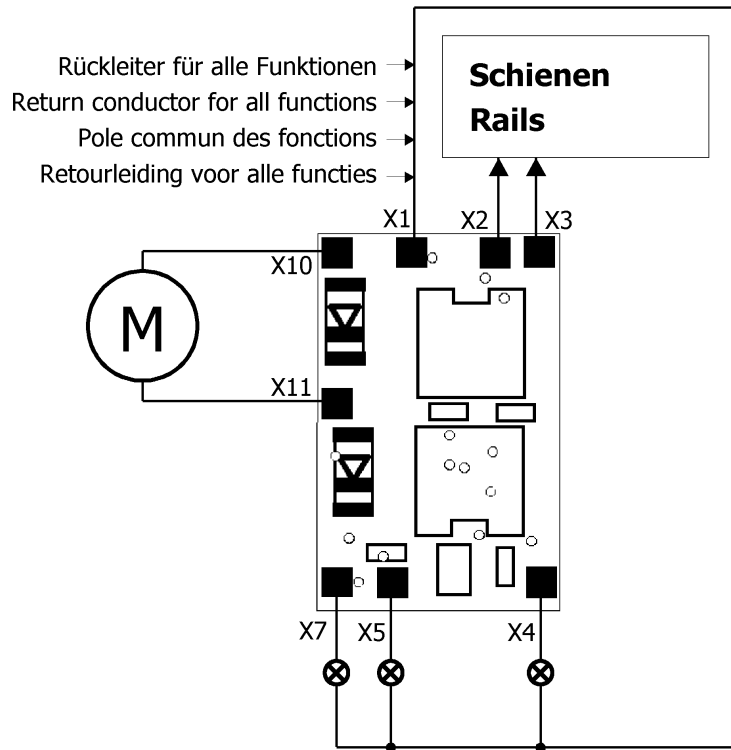 Rückleiter für alle Funktionen
Return conductor for all functions
Pole commun des fonctions
Retourleiding voor alle functies
Schienen
Rails
X1
X2
X3
X10
M
X11
X7
X5
X4